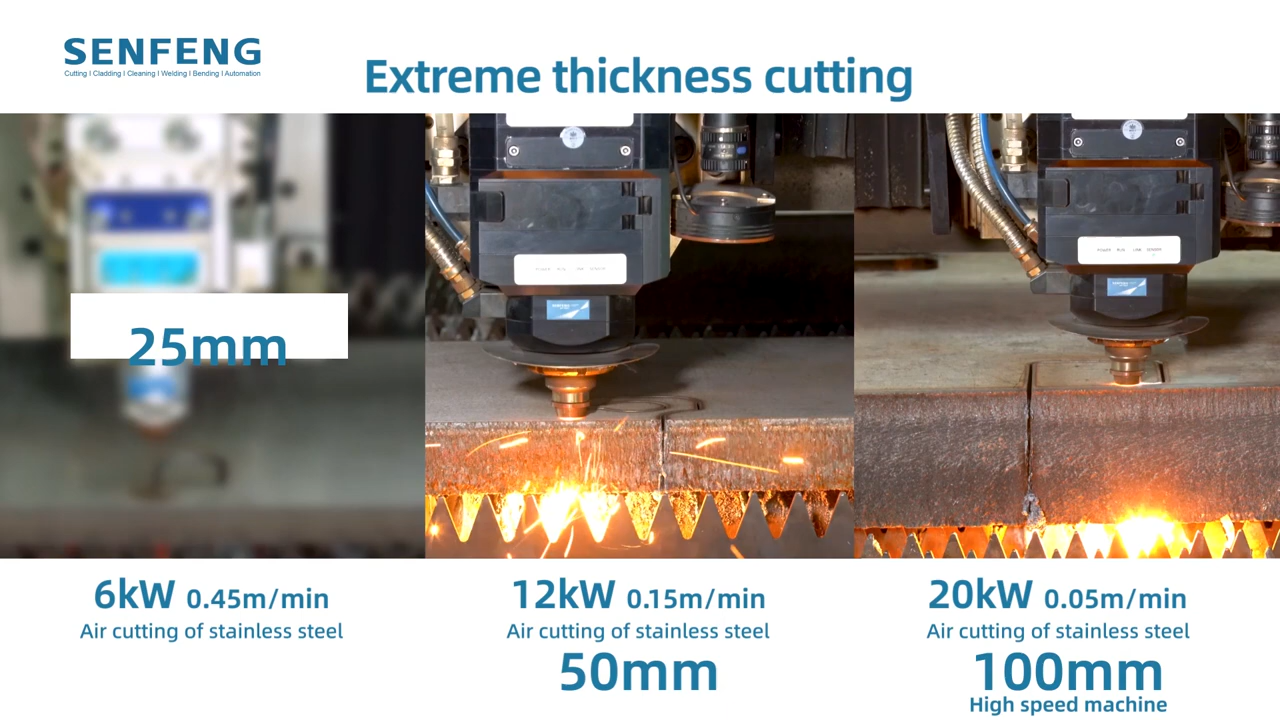 SENFENG
Cutting I Cladding I Cleaning I Welding I Bending I Automation
Extreme thickness cutting
25mm
6kW 0.45m/min
Air cutting of stainless steel
12kW 0.15m/min
Air cutting of stainless steel
50mm
20kW 0.05m/min
Air cutting of stainless steel
100mm
High speed machine